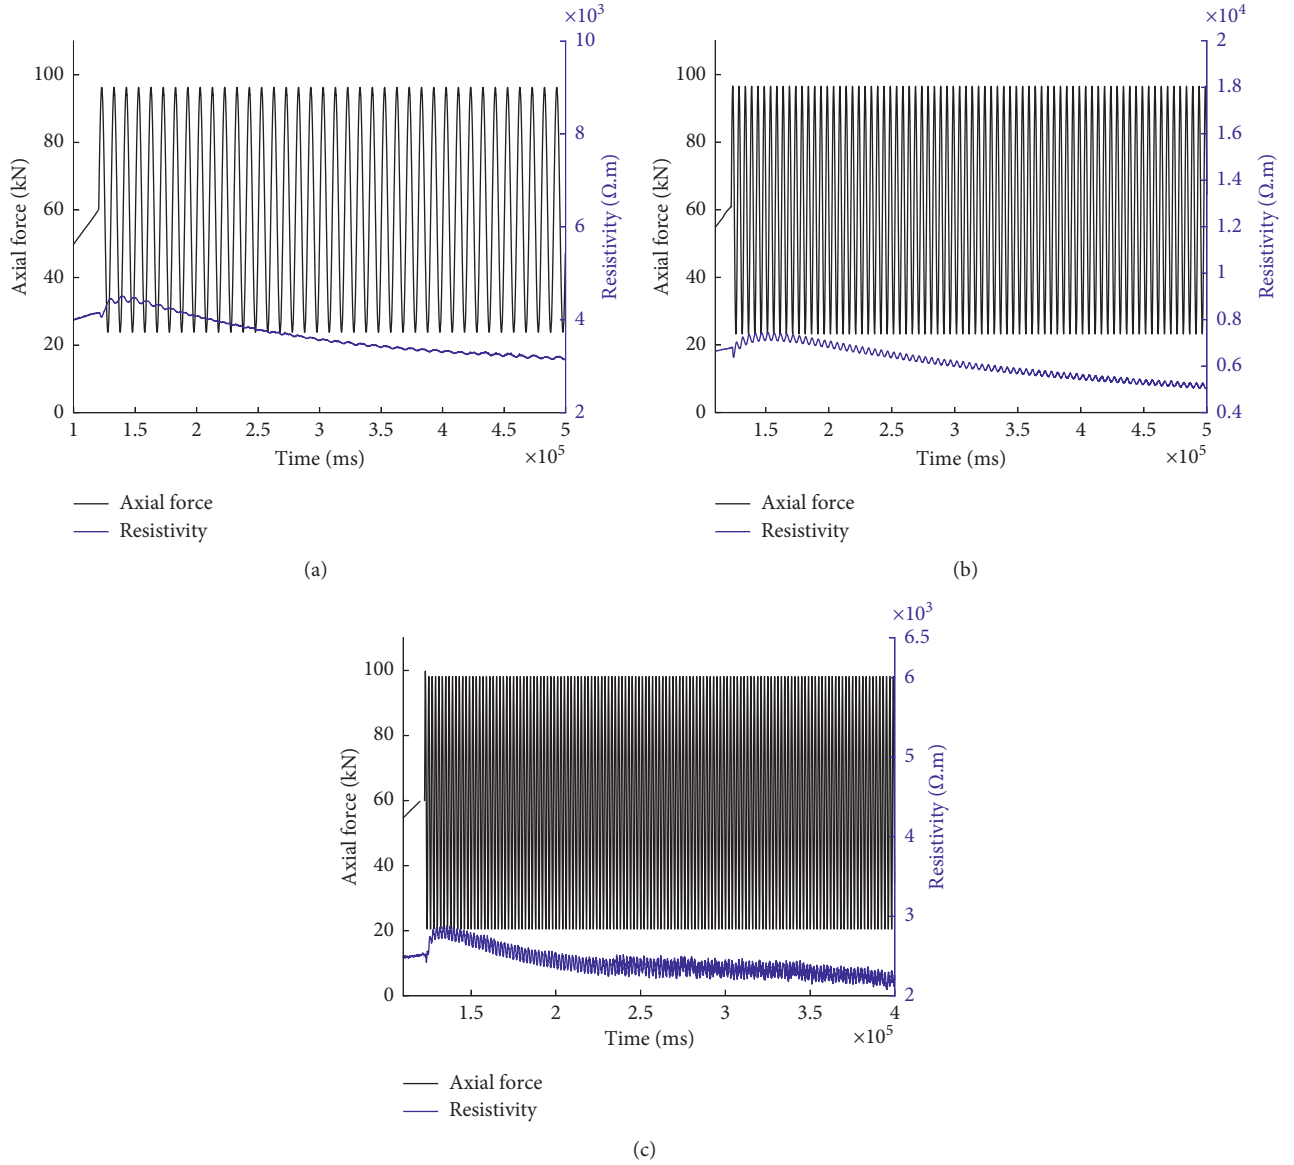 ×10³
100
80
60
40
20
0
Axial force (kN)
10
8
6
4
2
Resistivity (Ω.m)
1 1.5 2 2.5 3 3.5 4 4.5 5
Time (ms)
×10⁵
Axial force
Resistivity
(a)
×10⁴
100
80
60
40
20
0
Axial force (kN)
2
1.8
1.6
1.4
1.2
1
0.8
0.6
0.4
Resistivity (Ω.m)
1.5 2 2.5 3 3.5 4 4.5 5
Time (ms)
×10⁵
Axial force
Resistivity
(b)
×10³
100
80
60
40
20
0
Axial force (kN)
6.5
6
5
4
3
2
Resistivity (Ω.m)
1.5 2 2.5 3 3.5 4
Time (ms)
×10⁵
Axial force
Resistivity
(c)